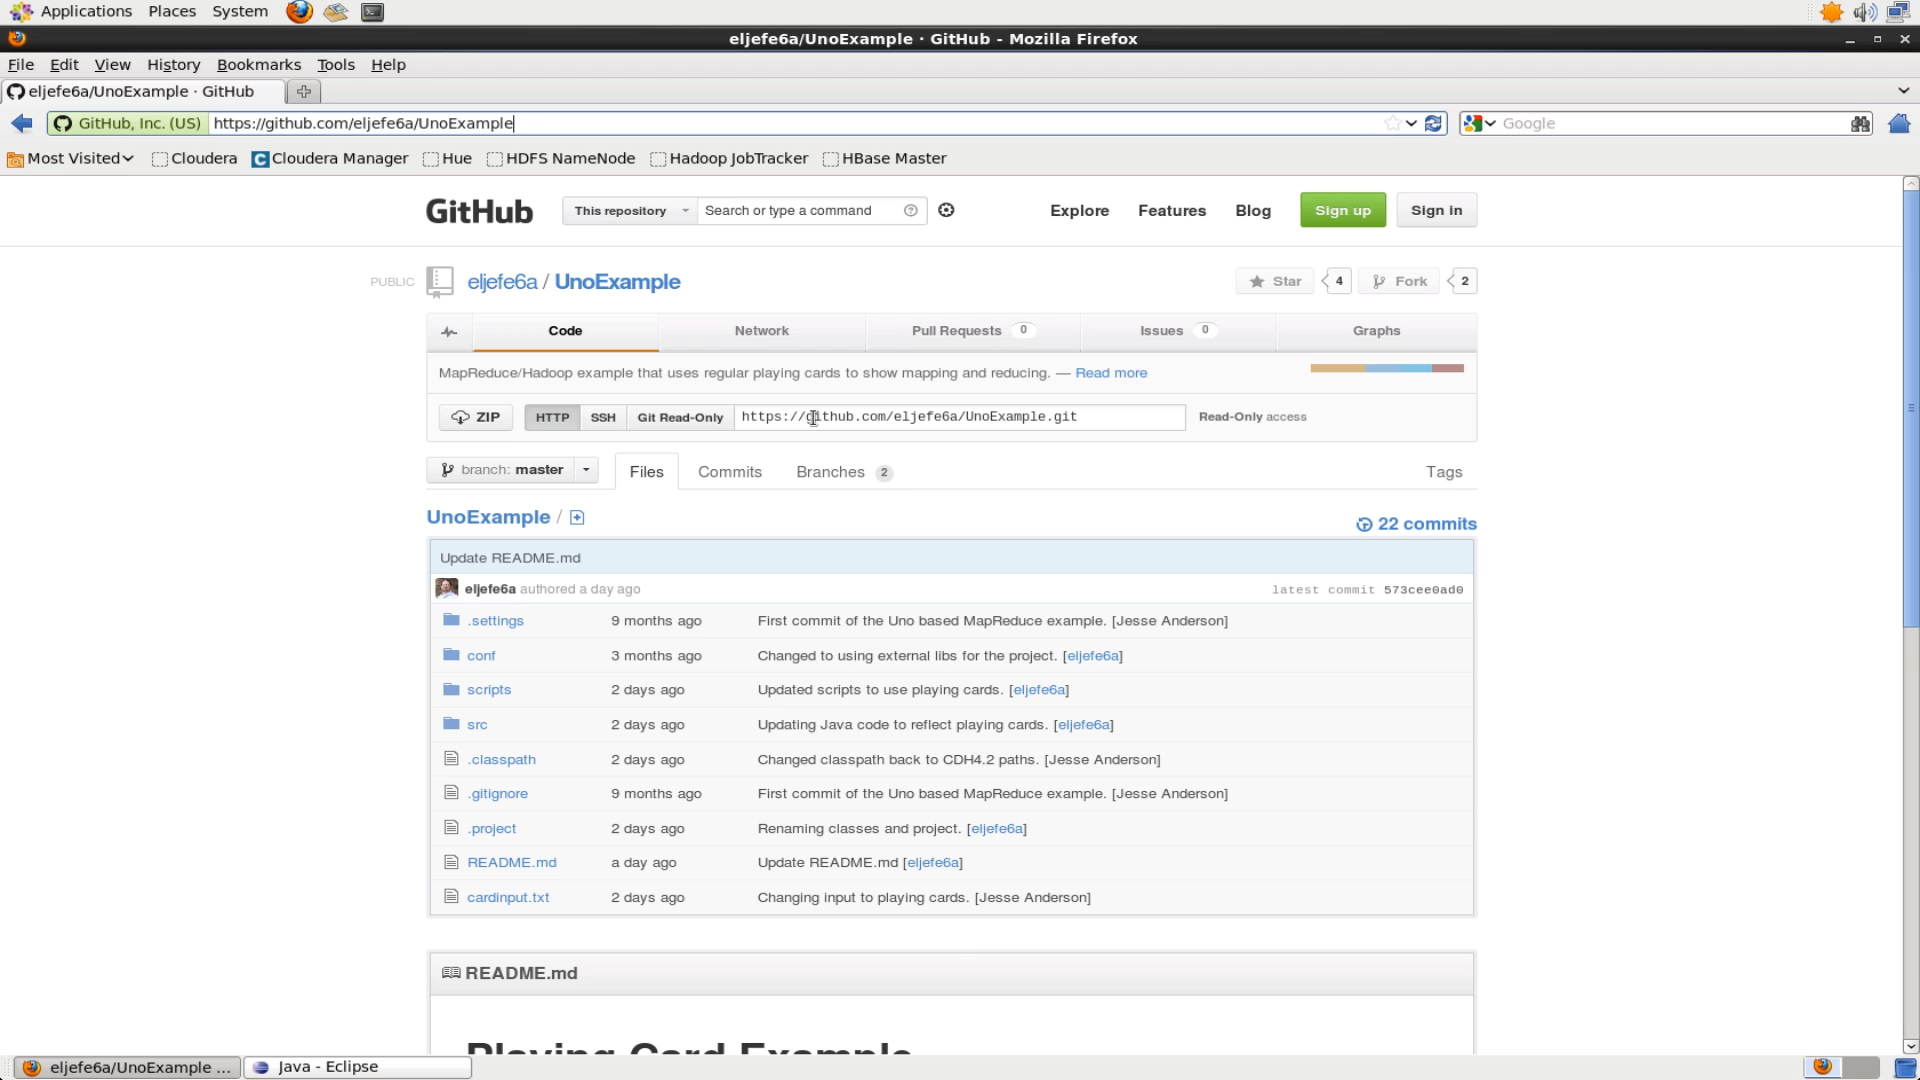 Applications Places System
eljefe6a/UnoExample · GitHub - Mozilla Firefox
File Edit View History Bookmarks Tools Help
eljefe6a/UnoExample · GitHub
GitHub, Inc. (US) https://github.com/eljefe6a/UnoExample Google
Most Visited Cloudera Cloudera Manager Hue HDFS NameNode Hadoop JobTracker HBase Master
GitHub This repository Search or type a command Explore Features Blog Sign up Sign in
PUBLIC eljefe6a / UnoExample Star 4 Fork 2
Code Network Pull Requests 0 Issues 0 Graphs
MapReduce/Hadoop example that uses regular playing cards to show mapping and reducing. — Read more
ZIP HTTP SSH Git Read-Only https://github.com/eljefe6a/UnoExample.git Read-Only access
branch: master Files Commits Branches 2 Tags
UnoExample / 22 commits
Update README.md
eljefe6a authored a day ago latest commit 573cee0ad0
.settings 9 months ago First commit of the Uno based MapReduce example. [Jesse Anderson]
conf 3 months ago Changed to using external libs for the project. [eljefe6a]
scripts 2 days ago Updated scripts to use playing cards. [eljefe6a]
src 2 days ago Updating Java code to reflect playing cards. [eljefe6a]
.classpath 2 days ago Changed classpath back to CDH4.2 paths. [Jesse Anderson]
.gitignore 9 months ago First commit of the Uno based MapReduce example. [Jesse Anderson]
.project 2 days ago Renaming classes and project. [eljefe6a]
README.md a day ago Update README.md [eljefe6a]
cardinput.txt 2 days ago Changing input to playing cards. [Jesse Anderson]
README.md
Playing Card Example
eljefe6a/UnoExample ... Java - Eclipse